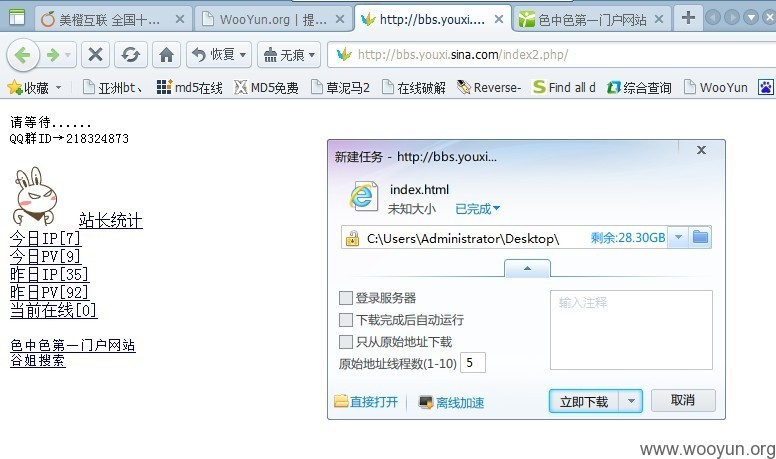 美橙互联 全国十...
WooYun.org | 提...
http://bbs.youxi....
色中色第一门户网站
恢复
无痕
http://bbs.youxi.sina.com/index2.php/
收藏
亚洲bt、
md5在线
MD5免费
草泥马2
在线破解
Reverse-
Find all d
综合查询
WooYun
请等待......
QQ群ID→218324873
站长统计
今日IP[7]
今日PV[9]
昨日IP[35]
昨日PV[92]
当前在线[0]
色中色第一门户网站
谷姐搜索
新建任务 - http://bbs.youxi...
index.html
未知大小
已完成
C:\Users\Administrator\Desktop\
剩余:28.30GB
登录服务器
下载完成后自动运行
只从原始地址下载
原始地址线程数(1-10)
5
输入注释
直接打开
离线加速
立即下载
取消
www.wooyun.org